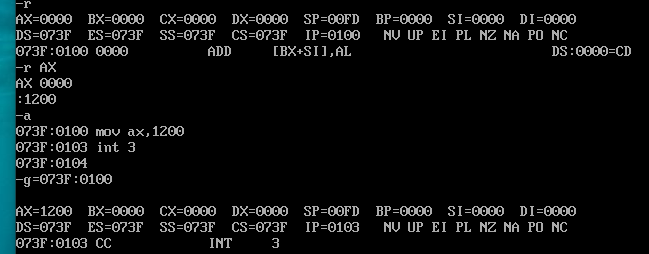 -r
AX=0000 BX=0000 CX=0000 DX=0000 SP=00FD BP=0000 SI=0000 DI=0000
DS=073F ES=073F SS=073F CS=073F IP=0100 NV UP EI PL NZ NA PO NC
073F:0100 0000 ADD [BX+SI],AL DS:0000=CD
-r AX
AX 0000
:1200
-a
073F:0100 mov ax,1200
073F:0103 int 3
073F:0104
-g=073F:0100
AX=1200 BX=0000 CX=0000 DX=0000 SP=00FD BP=0000 SI=0000 DI=0000
DS=073F ES=073F SS=073F CS=073F IP=0103 NV UP EI PL NZ NA PO NC
073F:0103 CC INT 3